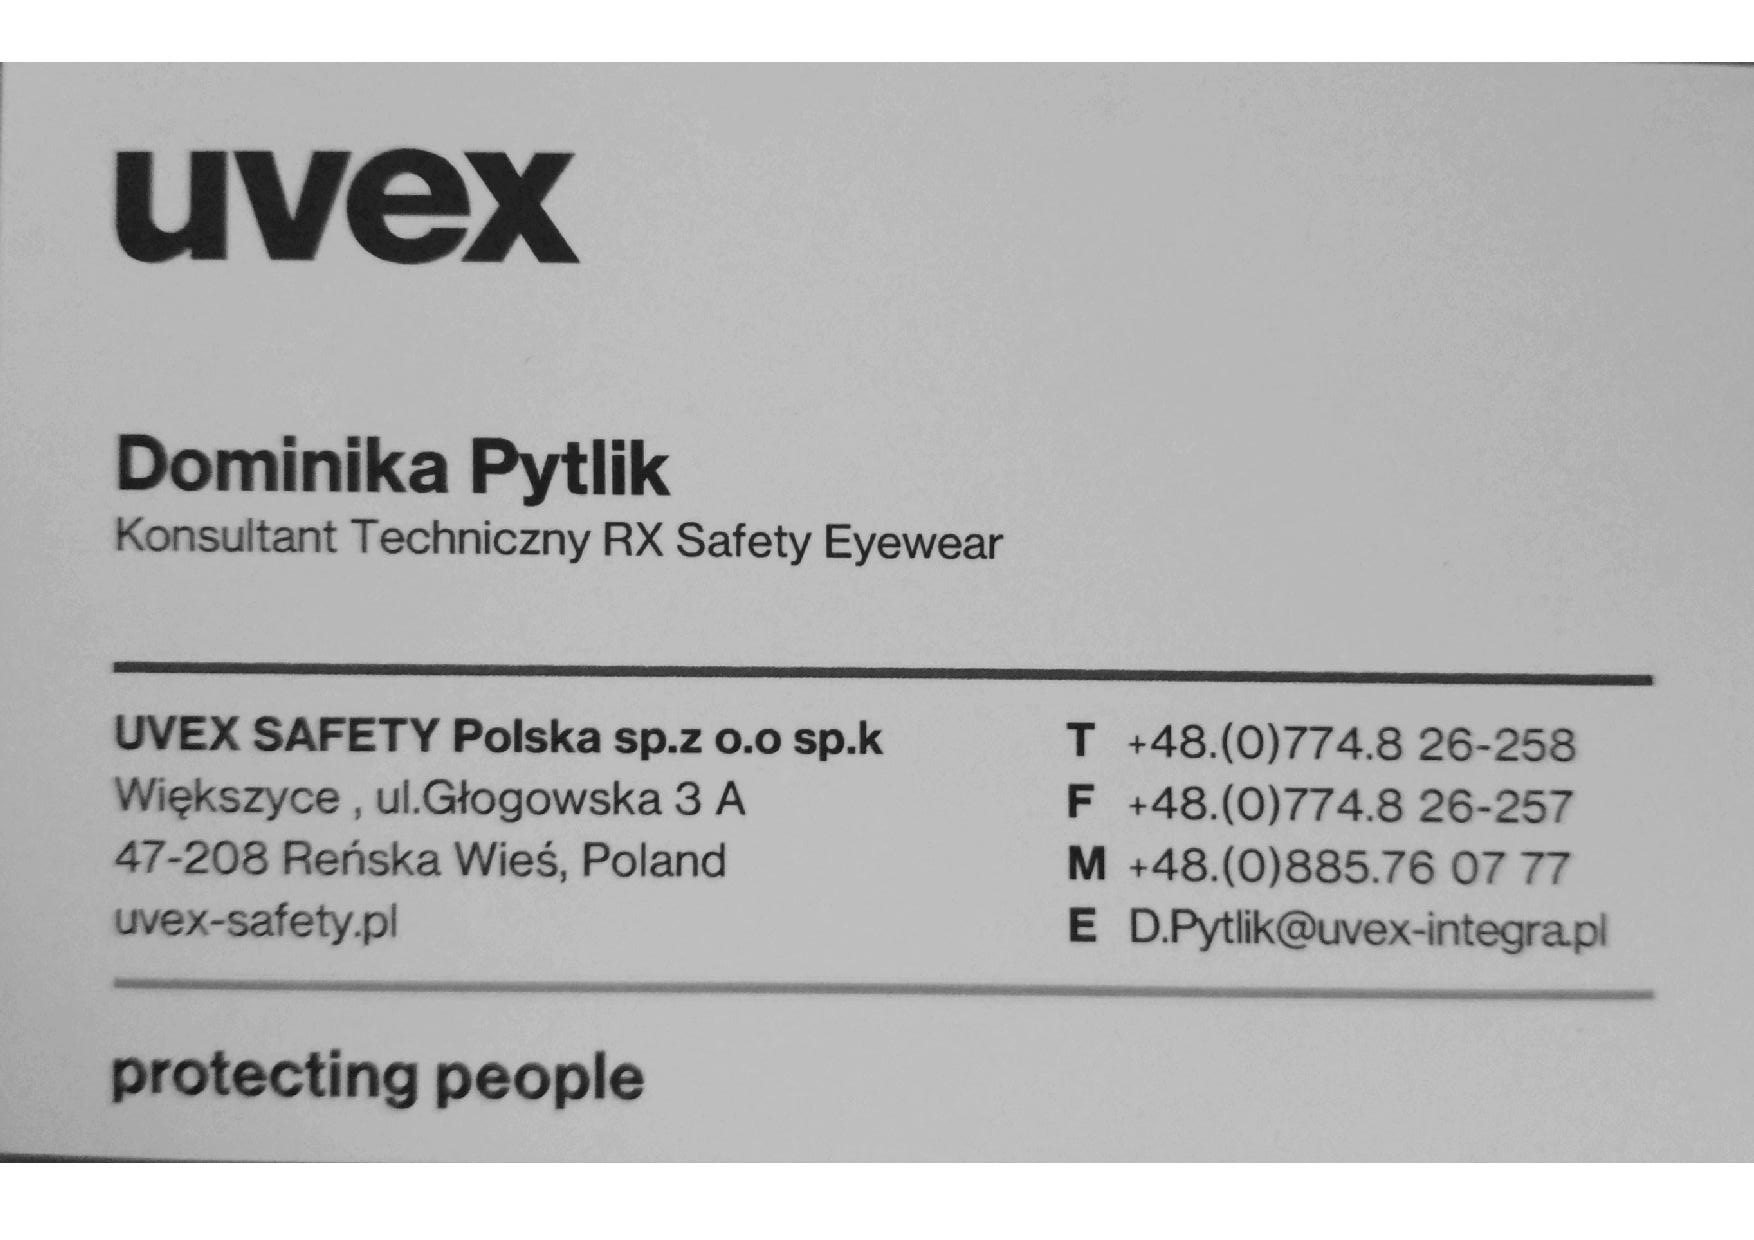 uvex
Dominika Pytlik
Konsultant Techniczny RX Safety Eyewear
UVEX SAFETY Polska sp.z o.o sp.k
Większyce , ul.Głogowska 3 A
47-208 Reńska Wieś, Poland
uvex-safety.pl
T +48.(0)774.8 26-258
F +48.(0)774.8 26-257
M +48.(0)885.76 07 77
E D.Pytlik@uvex-integra.pl
protecting people